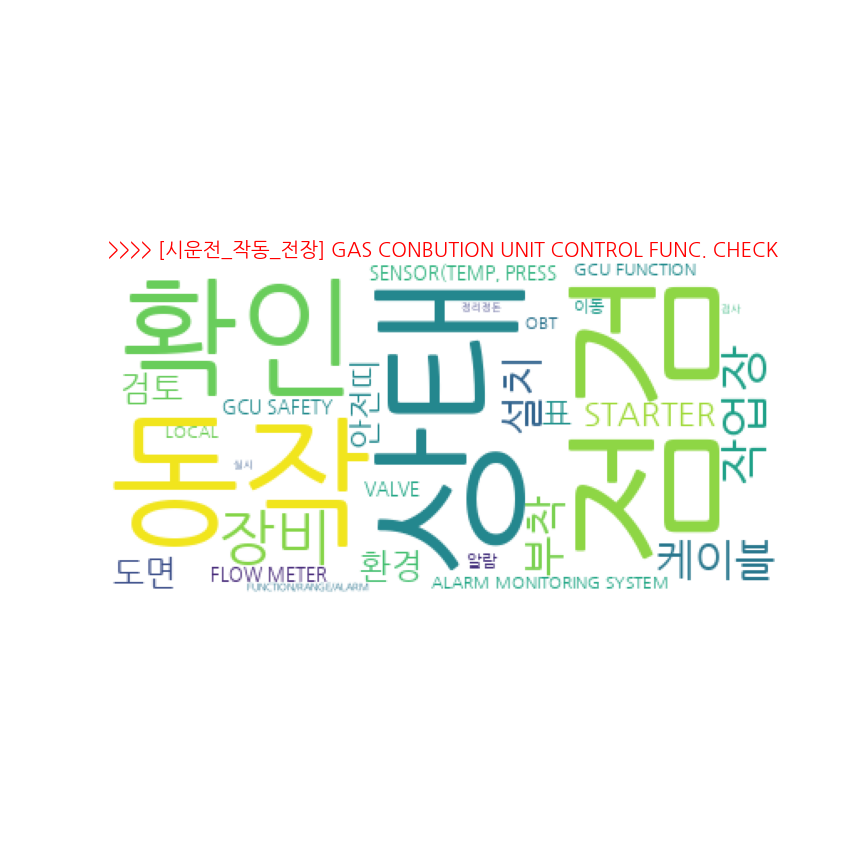 >>>> [시운전_작동_전장] GAS CONBUTION UNIT CONTROL FUNC. CHECK
SENSOR(TEMP, PRESS
GCU FUNCTION
확인
상태
점검
정리정돈
이동
검사
OBT
검토
안전띠
설치
작업장
GCU SAFETY
표
STARTER
LOCAL
동작
실시
VALVE
장비
부착
도면
FLOW METER
환경
알람
케이블
FUNCTION/RANGE/ALARM
ALARM MONITORING SYSTEM